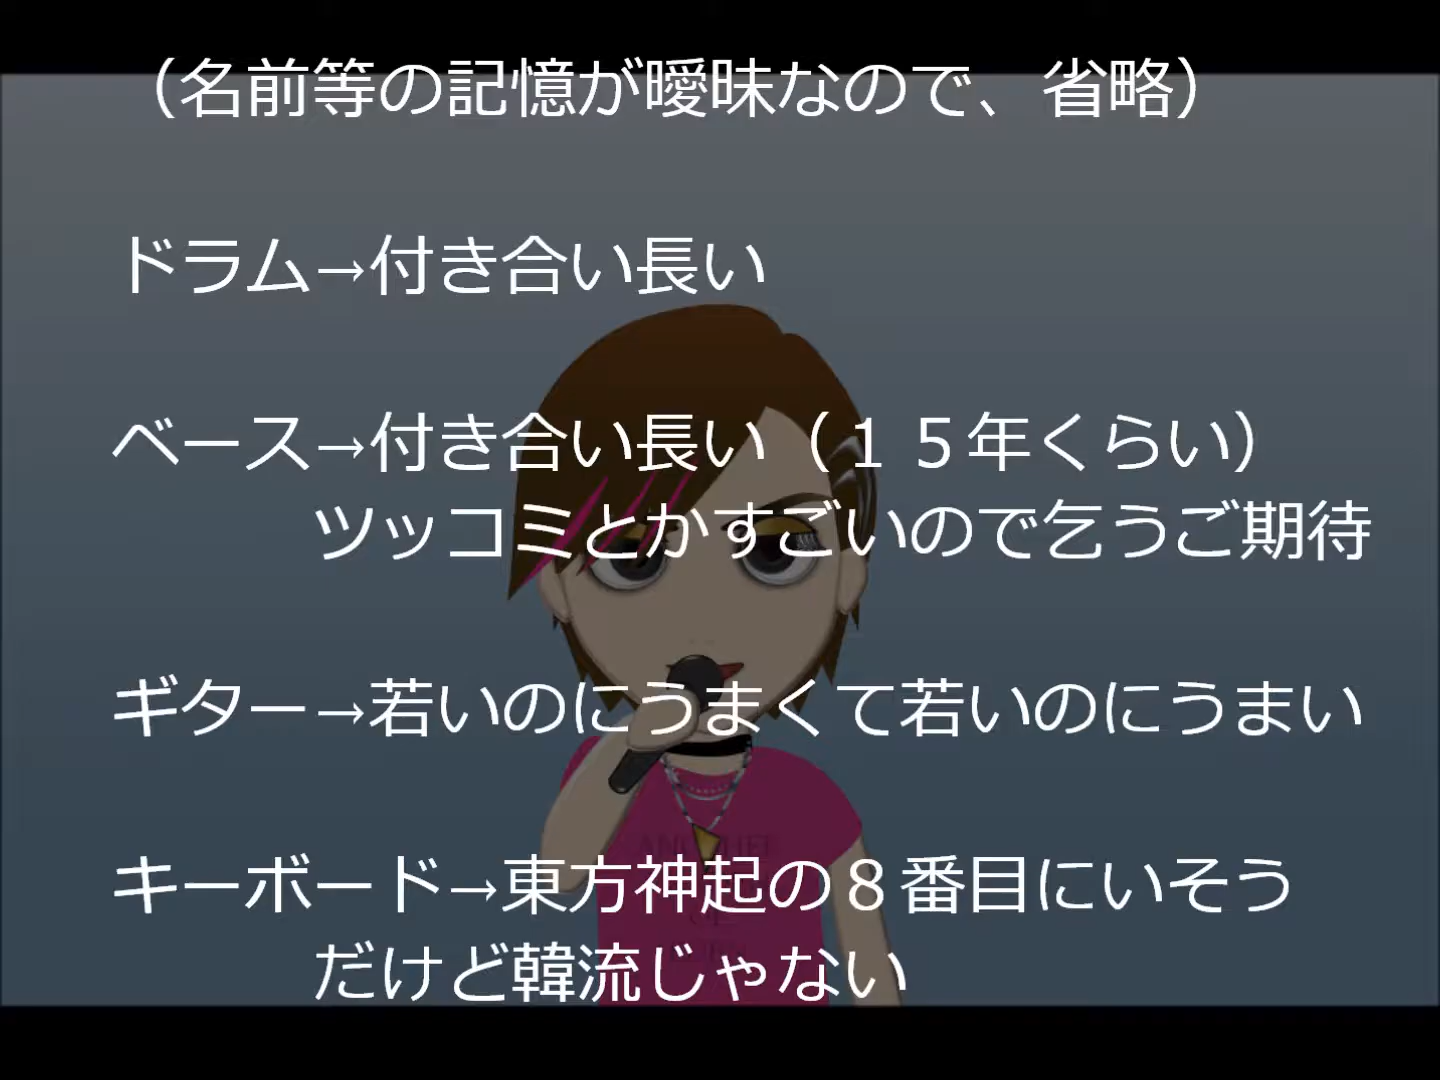 （名前等の記憶が曖昧なので、省略）
ドラム→付き合い長い
ベース→付き合い長い（１５年くらい）
ツッコミとかすごいので乞うご期待
ギター→若いのにうまくて若いのにうまい
キーボード→東方神起の８番目にいそう
だけど韓流じゃない